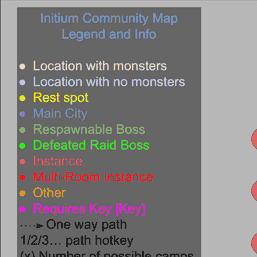 Initium Community Map
Legend and Info
● Location with monsters
● Location with no monsters
● Rest spot
● Main City
● Respawnable Boss
● Defeated Raid Boss
● Instance
● Multi-Room Instance
● Other
● Requires Key [Key]
....► One way path
1/2/3... path hotkey
(x) Number of possible camps